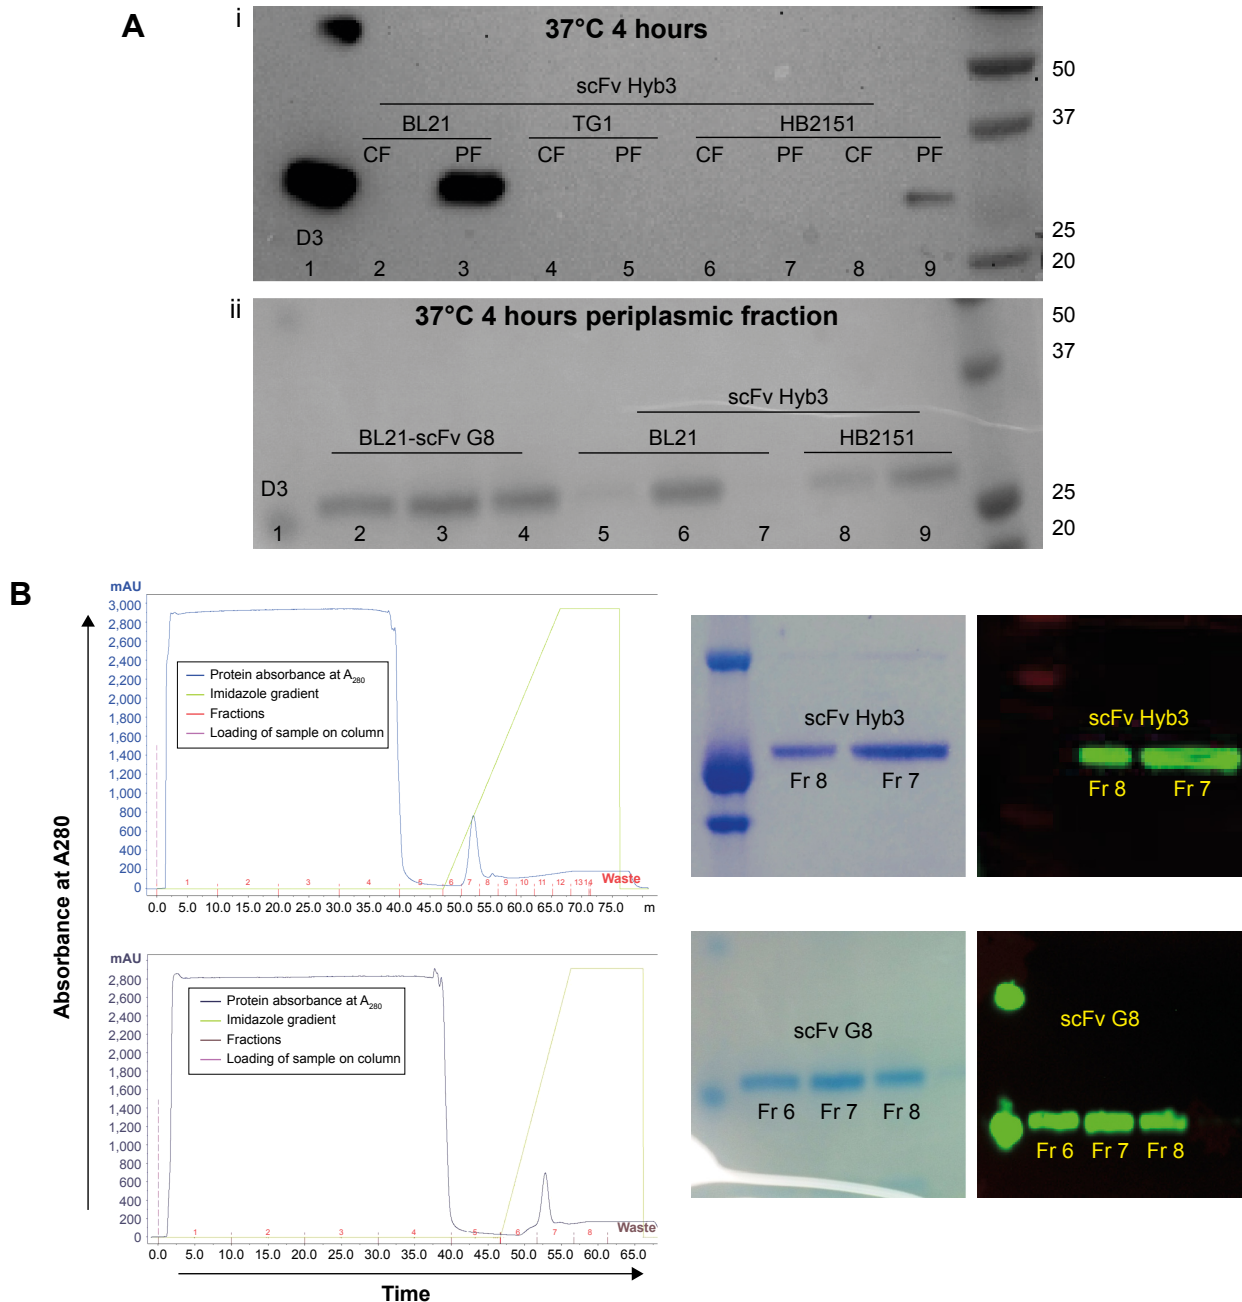 A
i
37°C 4 hours
scFv Hyb3
BL21 TG1 HB2151
CF PF CF PF CF PF CF PF
D3
1 2 3 4 5 6 7 8 9
50
37
25
20
ii
37°C 4 hours periplasmic fraction
scFv Hyb3
BL21-scFv G8 BL21 HB2151
D3
1 2 3 4 5 6 7 8 9
50
37
25
20
B
Absorbance at A280
mAU
3,000
2,800
2,600
2,400
2,200
2,000
1,800
1,600
1,400
1,200
1,000
800
600
400
200
0
Protein absorbance at A280
Imidazole gradient
Fractions
Loading of sample on column
1 2 3 4 5 6 7 8 9 10 11 12 13 14 Waste
0.0 5.0 10.0 15.0 20.0 25.0 30.0 35.0 40.0 45.0 50.0 55.0 60.0 65.0 70.0 75.0 m
scFv Hyb3
Fr 8 Fr 7
scFv Hyb3
Fr 8 Fr 7
mAU
2,800
2,600
2,400
2,200
2,000
1,800
1,600
1,400
1,200
1,000
800
600
400
200
0
Protein absorbance at A280
Imidazole gradient
Fractions
Loading of sample on column
1 2 3 4 5 6 7 8 Waste
0.0 5.0 10.0 15.0 20.0 25.0 30.0 35.0 40.0 45.0 50.0 55.0 60.0 65.0
Time
scFv G8
Fr 6 Fr 7 Fr 8
scFv G8
Fr 6 Fr 7 Fr 8